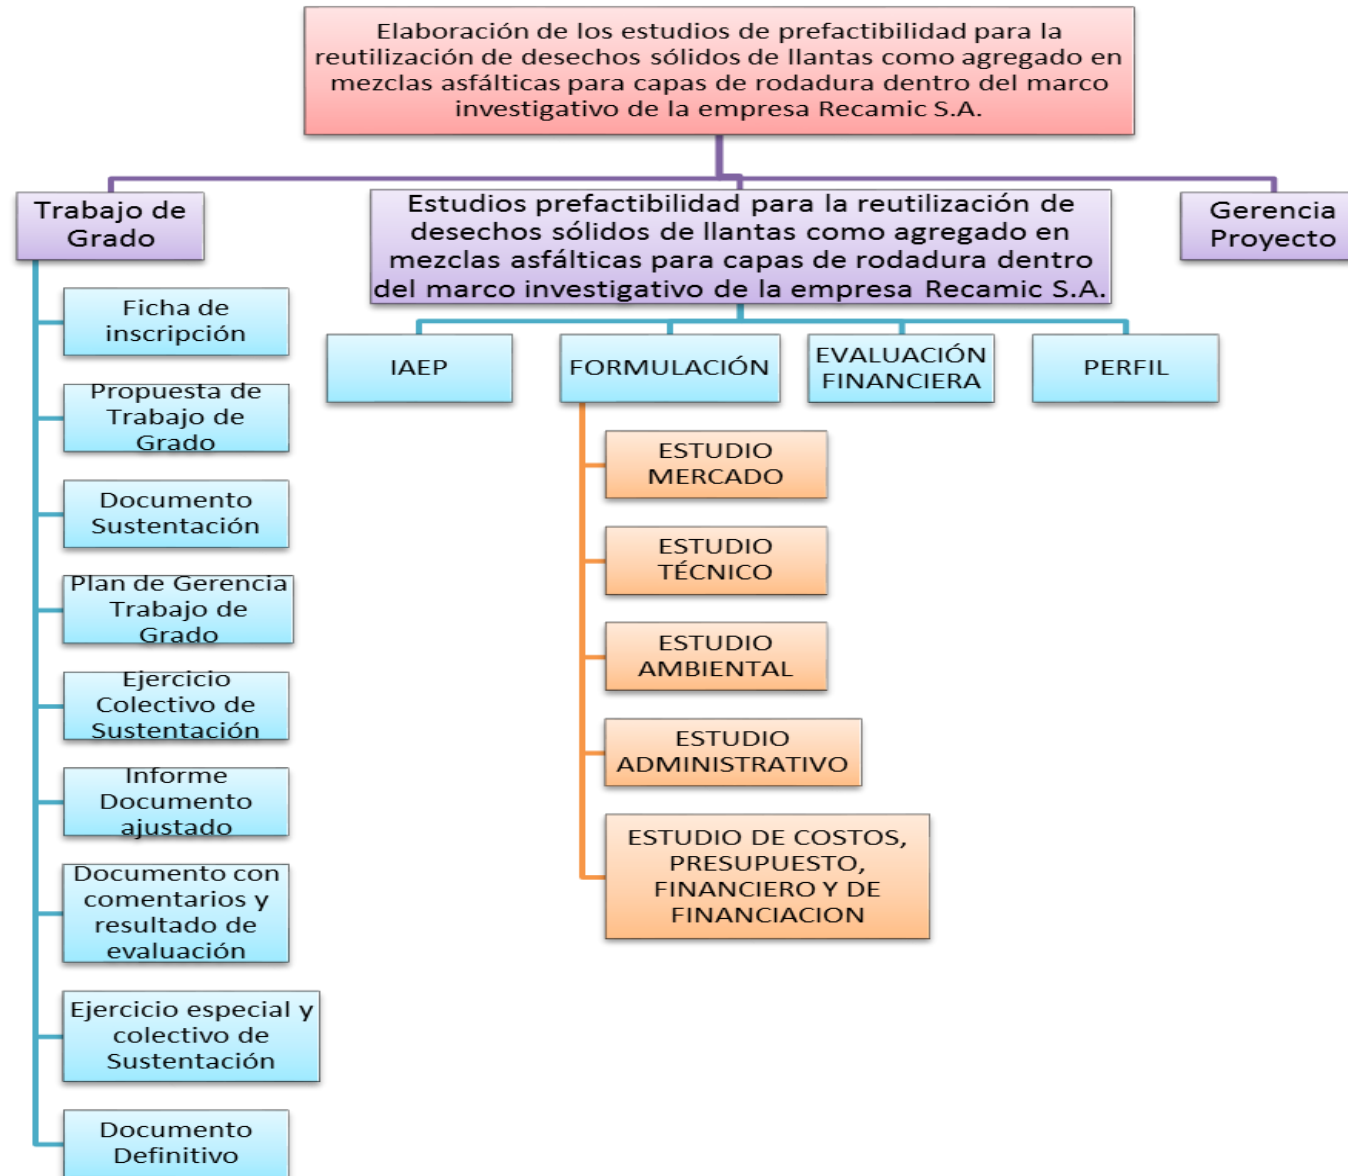 Elaboración de los estudios de prefactibilidad para la
reutilización de desechos sólidos de llantas como agregado en
mezclas asfálticas para capas de rodadura dentro del marco
investigativo de la empresa Recamic S.A.
Trabajo de
Grado
Ficha de
inscripción
Propuesta de
Trabajo de
Grado
Documento
Sustentación
Plan de Gerencia
Trabajo de
Grado
Ejercicio
Colectivo de
Sustentación
Informe
Documento
ajustado
Documento con
comentarios y
resultado de
evaluación
Ejercicio especial y
colectivo de
Sustentación
Documento
Definitivo
Estudios prefactibilidad para la reutilización de
desechos sólidos de llantas como agregado en
mezclas asfálticas para capas de rodadura dentro
del marco investigativo de la empresa Recamic S.A.
IAEP
FORMULACIÓN
ESTUDIO
MERCADO
ESTUDIO
TÉCNICO
ESTUDIO
AMBIENTAL
ESTUDIO
ADMINISTRATIVO
ESTUDIO DE COSTOS,
PRESUPUESTO,
FINANCIERO Y DE
FINANCIACION
EVALUACIÓN
FINANCIERA
PERFIL
Gerencia
Proyecto